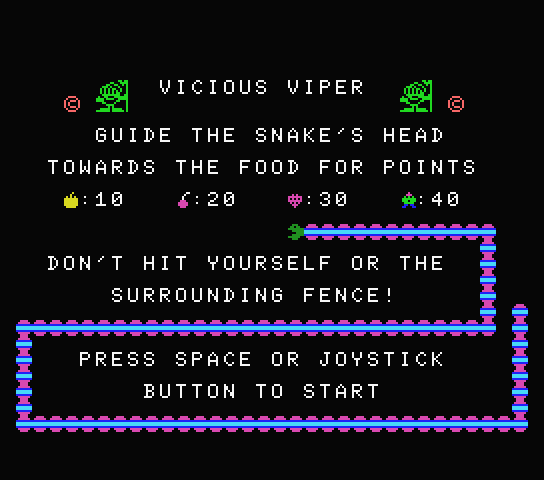 VICIOUS VIPER
© ©
GUIDE THE SNAKE'S HEAD
TOWARDS THE FOOD FOR POINTS
:10 :20 :30 :40
DON'T HIT YOURSELF OR THE
SURROUNDING FENCE!
PRESS SPACE OR JOYSTICK
BUTTON TO START